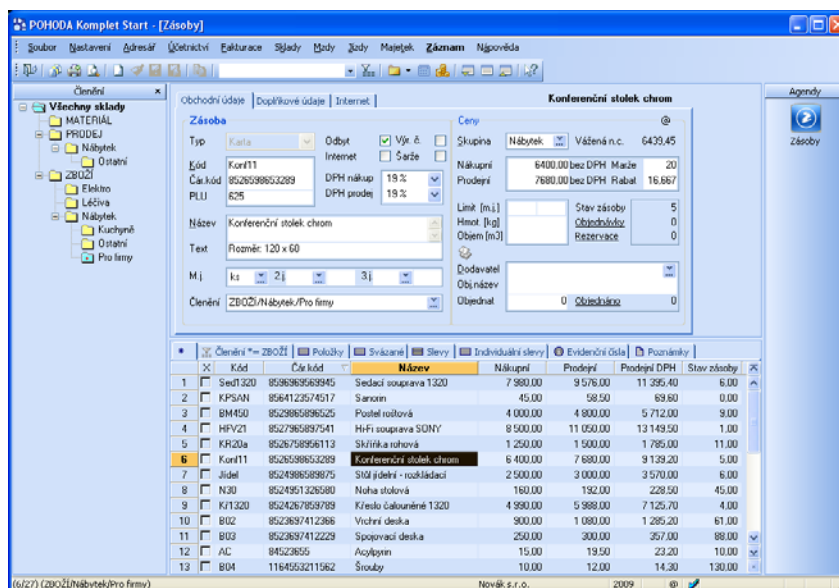 POHODA Komplet Start - [Zásoby]
Soubor Nastavení Adresář Účetnictví Fakturace Sklady Mzdy Jízdy Majetek Záznam Nápověda
Členění
Všechny sklady
MATERIÁL
PRODEJ
Nábytek
Ostatní
ZBOŽÍ
Elektro
Léčiva
Nábytek
Kuchyně
Ostatní
Pro firmy
Obchodní údaje Doplňkové údaje Internet Konferenční stolek chrom
Zásoba
Typ Karta Odbyt Výr. č.
Internet Šarže
Kód Konf11
Čár.kód 8526598653289 DPH nákup 19 %
PLU 625 DPH prodej 19 %
Název Konferenční stolek chrom
Text Rozměr: 120 x 60
M.j. ks 2.j. 3.j.
Členění ZBOŽÍ/Nábytek/Pro firmy
Ceny @
Skupina Nábytek Vážená n.c. 6439,45
Nákupní 6400,00 bez DPH Marže 20
Prodejní 7680,00 bez DPH Rabat 16,667
Limit [m.j.] Stav zásoby 5
Hmot. [kg] Objednávky 0
Objem [m3] Rezervace 0
Dodavatel
Obj.název
Objednat 0 Objednáno 0
Agendy
Zásoby
* Členění *= ZBOŽÍ Položky Svázané Slevy Individuální slevy Evidenční čísla Poznámky
X Kód Čár.kód Název Nákupní Prodejní Prodejní DPH Stav zásoby
1 Sed1320 8596969569945 Sedací souprava 1320 7 980,00 9 576,00 11 395,40 6,00
2 KPSAN 8564123574517 Sanorin 45,00 58,50 69,60 0,00
3 BM450 8529865896525 Postel roštová 4 000,00 4 800,00 5 712,00 9,00
4 HFV21 8527965897541 Hi-Fi souprava SONY 8 500,00 11 050,00 13 149,50 1,00
5 KR20a 8526758956113 Skříňka rohová 1 250,00 1 500,00 1 785,00 11,00
6 Konf11 8526598653289 Konferenční stolek chrom 6 400,00 7 680,00 9 139,20 5,00
7 Jidel 8524986589875 Stůl jídelní - rozkládací 2 500,00 3 000,00 3 570,00 6,00
8 N30 8524951326580 Noha stolová 160,00 192,00 228,50 45,00
9 Kř1320 8524267859789 Křeslo čalouněné 1320 4 990,00 5 988,00 7 125,70 4,00
10 B02 8523697412366 Vrchní deska 900,00 1 080,00 1 285,20 61,00
11 B03 8523697412229 Spojovací deska 250,00 300,00 357,00 88,00
12 AC 84523655 Acylpyrin 15,00 19,50 23,20 10,00
13 B04 1164553211562 Šrouby 10,00 12,00 14,30 130,00
(6/27) (ZBOŽÍ/Nábytek/Pro firmy) Novák s.r.o. 2009 @